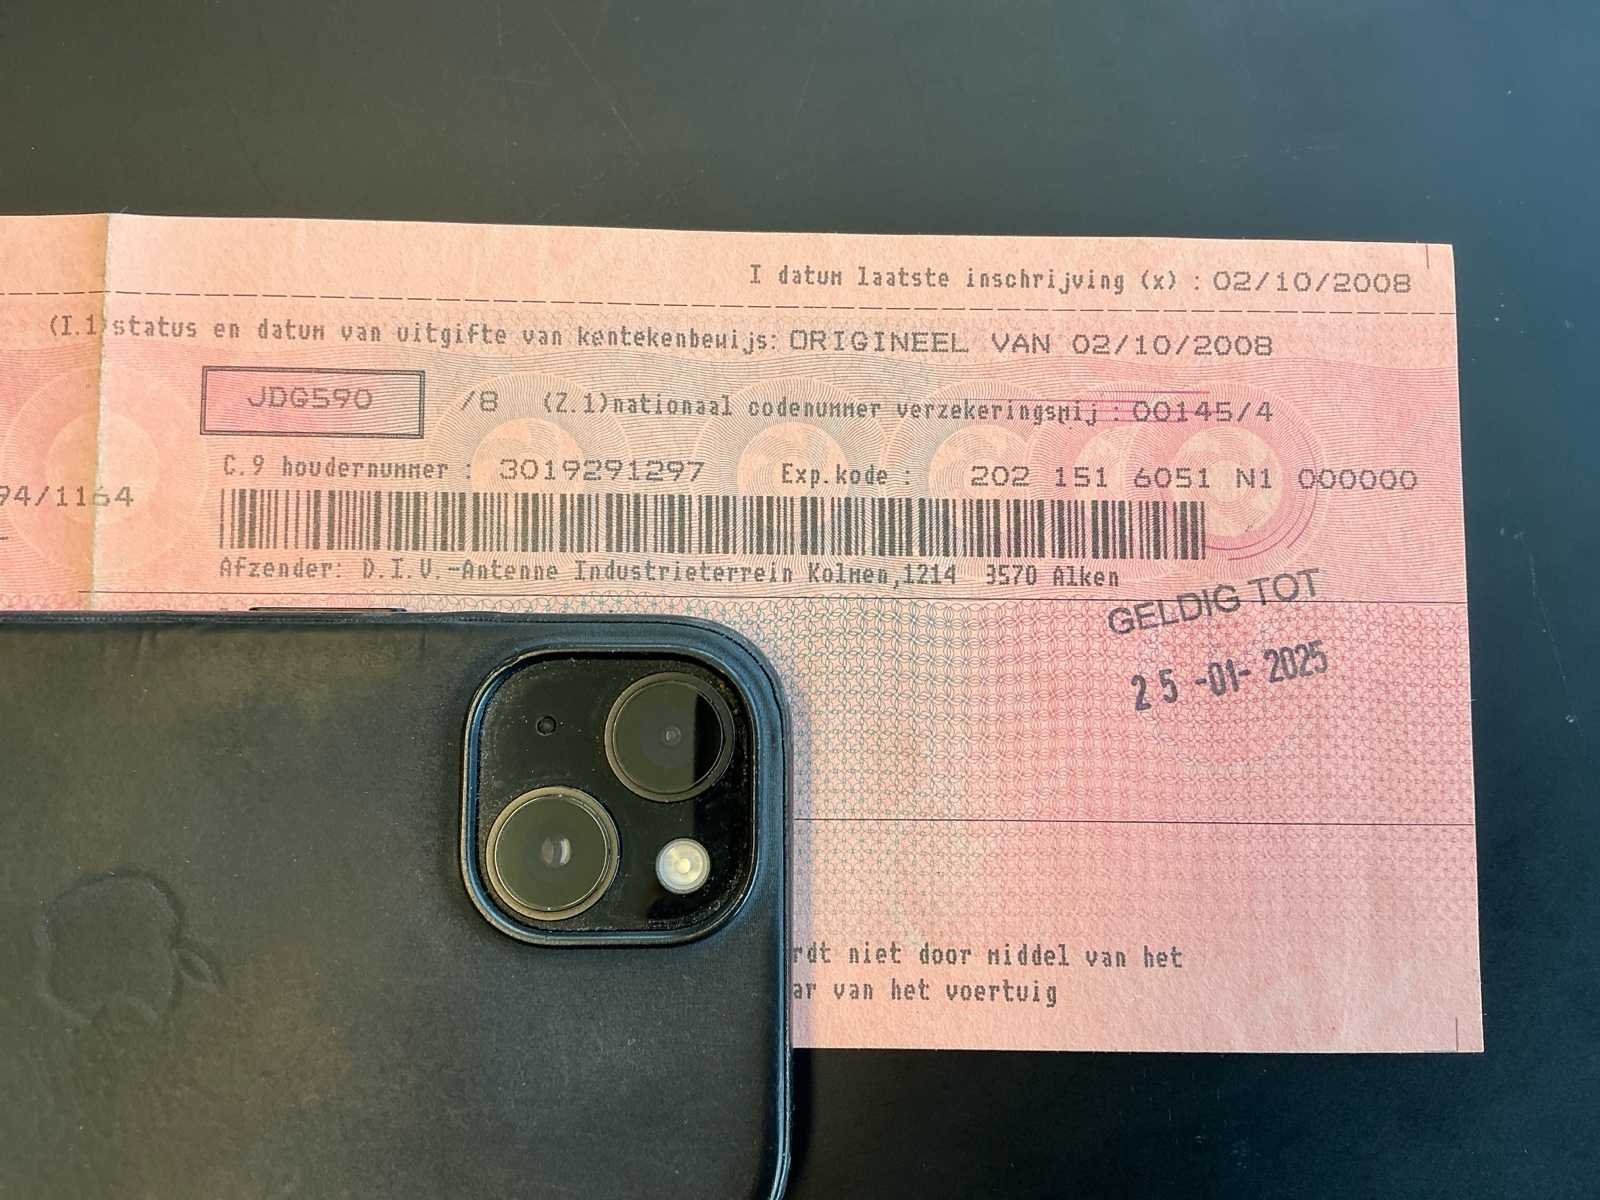 I datum laatste inschrijving (x) : 02/10/2008
(I.1)status en datum van uitgifte van kentekenbewijs: ORIGINEEL VAN 02/10/2008
JDG590 /8 (Z.1)nationaal codenummer verzekeringsmij : 00145/4
C.9 houdernummer : 3019291297 Exp.kode : 202 151 6051 N1 000000
94/1164
Afzender: D.I.V.-Antenne Industrieterrein Kolmen,1214 3570 Alken
GELDIG TOT
25 -01- 2025
rdt niet door middel van het
ar van het voertuig